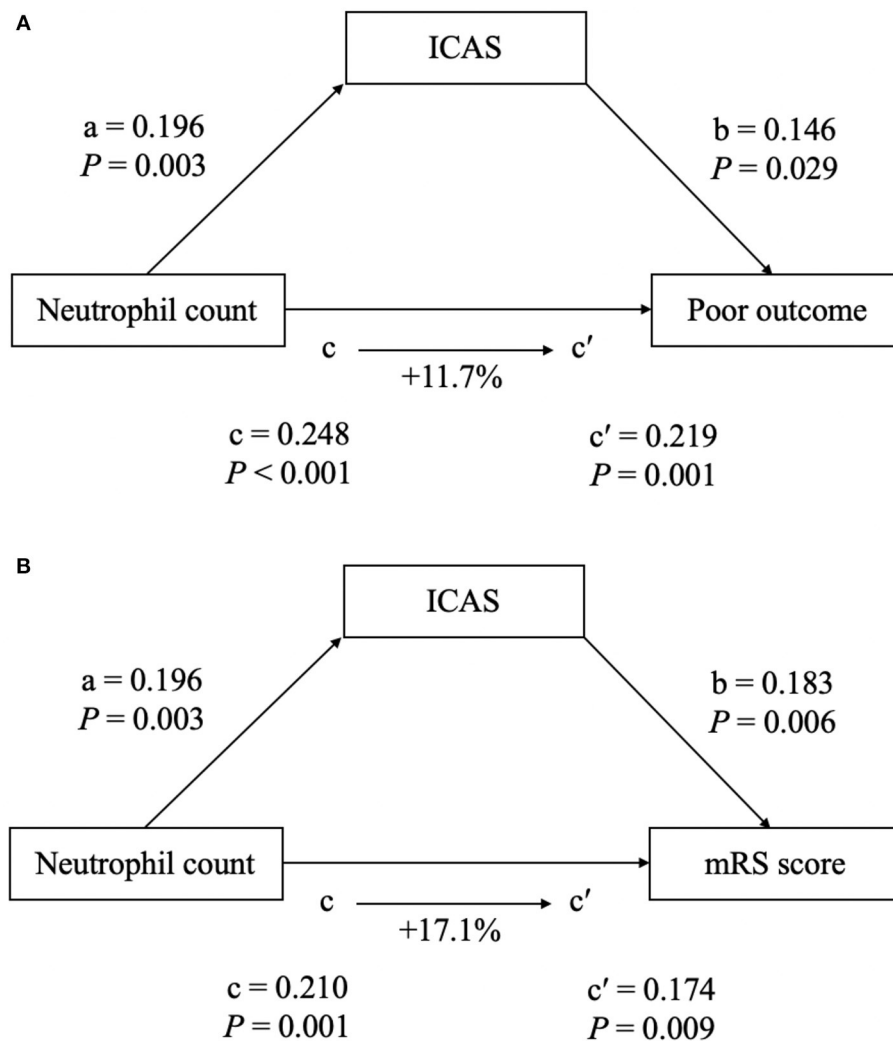 A
ICAS
a = 0.196
P = 0.003
b = 0.146
P = 0.029
Neutrophil count
Poor outcome
c
c′
+11.7%
c = 0.248
P < 0.001
c′ = 0.219
P = 0.001
B
ICAS
a = 0.196
P = 0.003
b = 0.183
P = 0.006
Neutrophil count
mRS score
c
c′
+17.1%
c = 0.210
P = 0.001
c′ = 0.174
P = 0.009